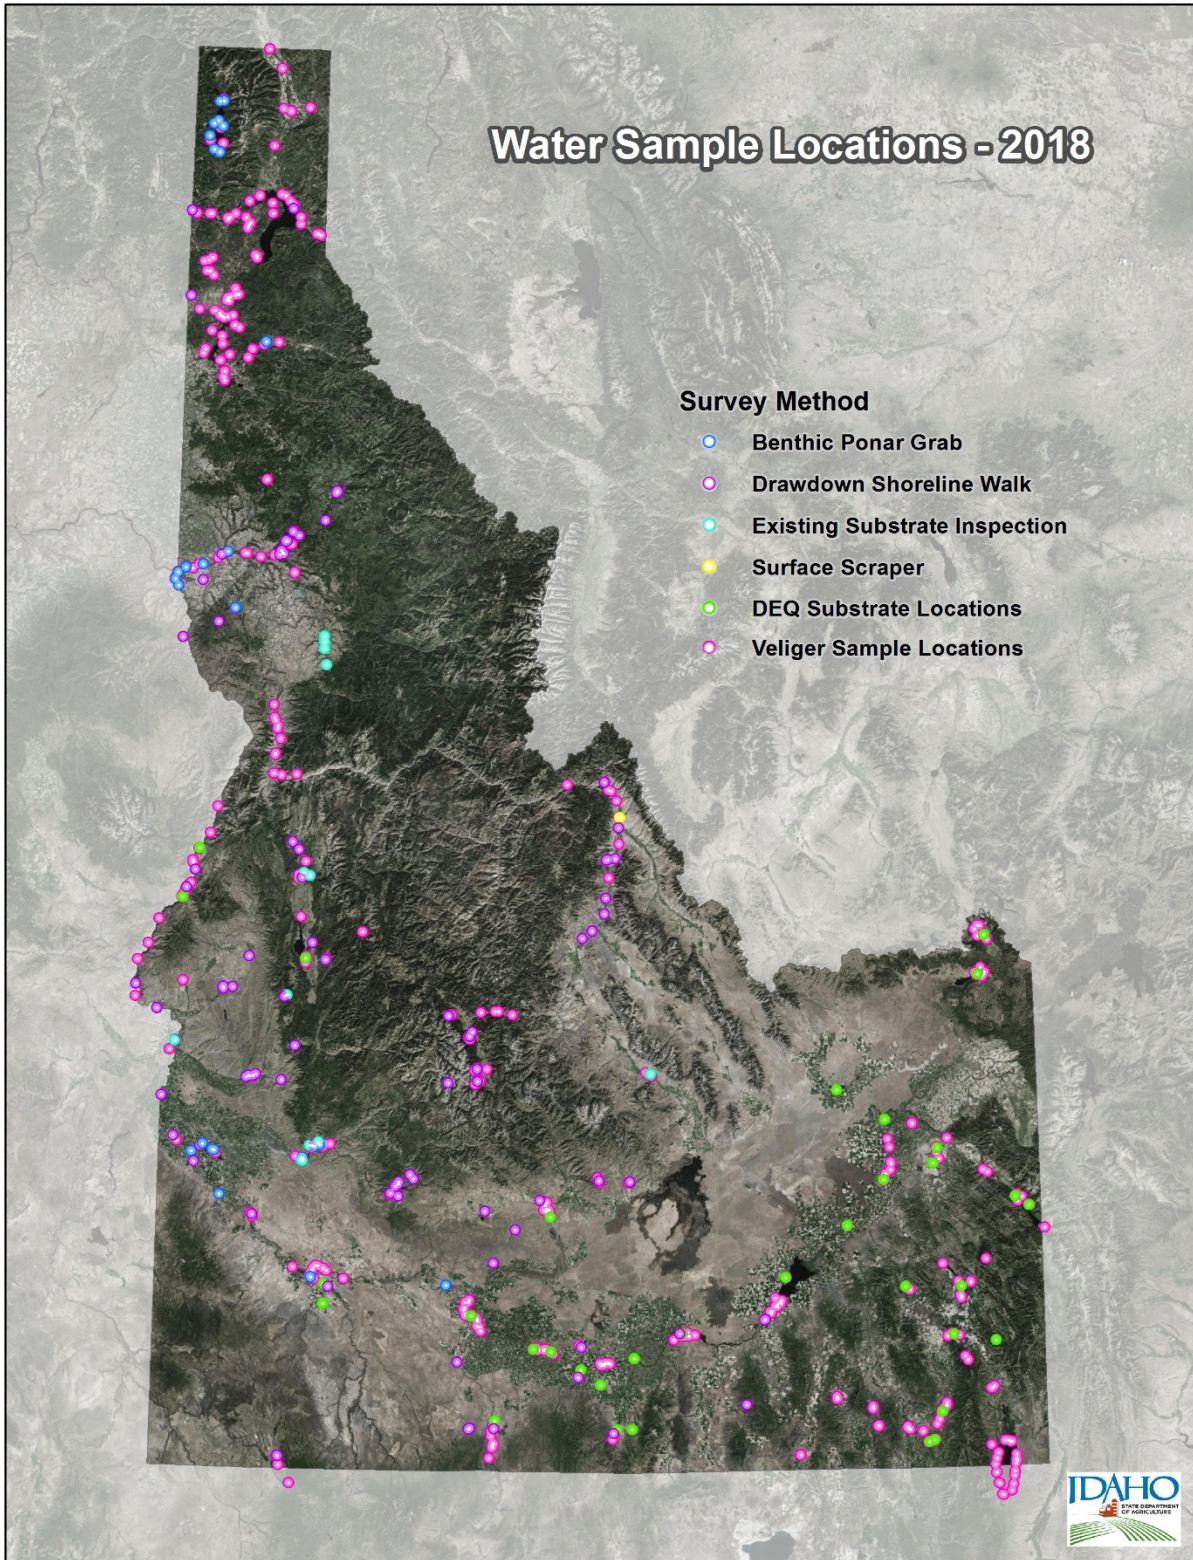 Water Sample Locations - 2018
Survey Method
Benthic Ponar Grab
Drawdown Shoreline Walk
Existing Substrate Inspection
Surface Scraper
DEQ Substrate Locations
Veliger Sample Locations
IDAHO
STATE DEPARTMENT
OF AGRICULTURE